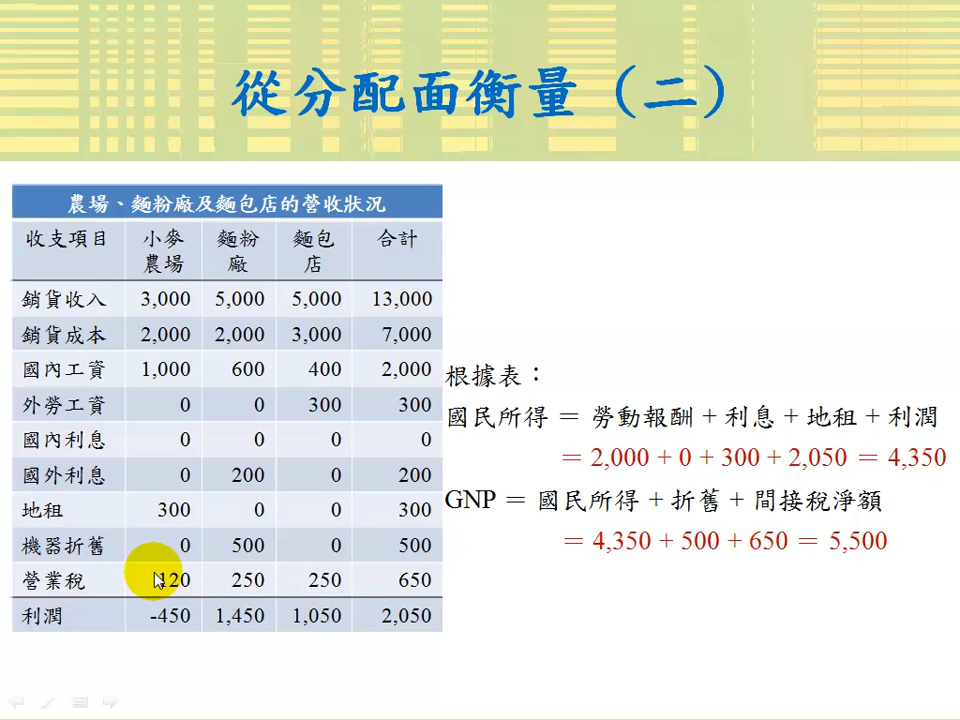 從分配面衡量（二）
農場、麵粉廠及麵包店的營收狀況
收支項目 小麥農場 麵粉廠 麵包店 合計
銷貨收入 3,000 5,000 5,000 13,000
銷貨成本 2,000 2,000 3,000 7,000
國內工資 1,000 600 400 2,000
外勞工資 0 0 300 300
國內利息 0 0 0 0
國外利息 0 200 0 200
地租 300 0 0 300
機器折舊 0 500 0 500
營業稅 120 250 250 650
利潤 -450 1,450 1,050 2,050
根據表：
國民所得 = 勞動報酬 + 利息 + 地租 + 利潤
= 2,000 + 0 + 300 + 2,050 = 4,350
GNP = 國民所得 + 折舊 + 間接稅淨額
= 4,350 + 500 + 650 = 5,500